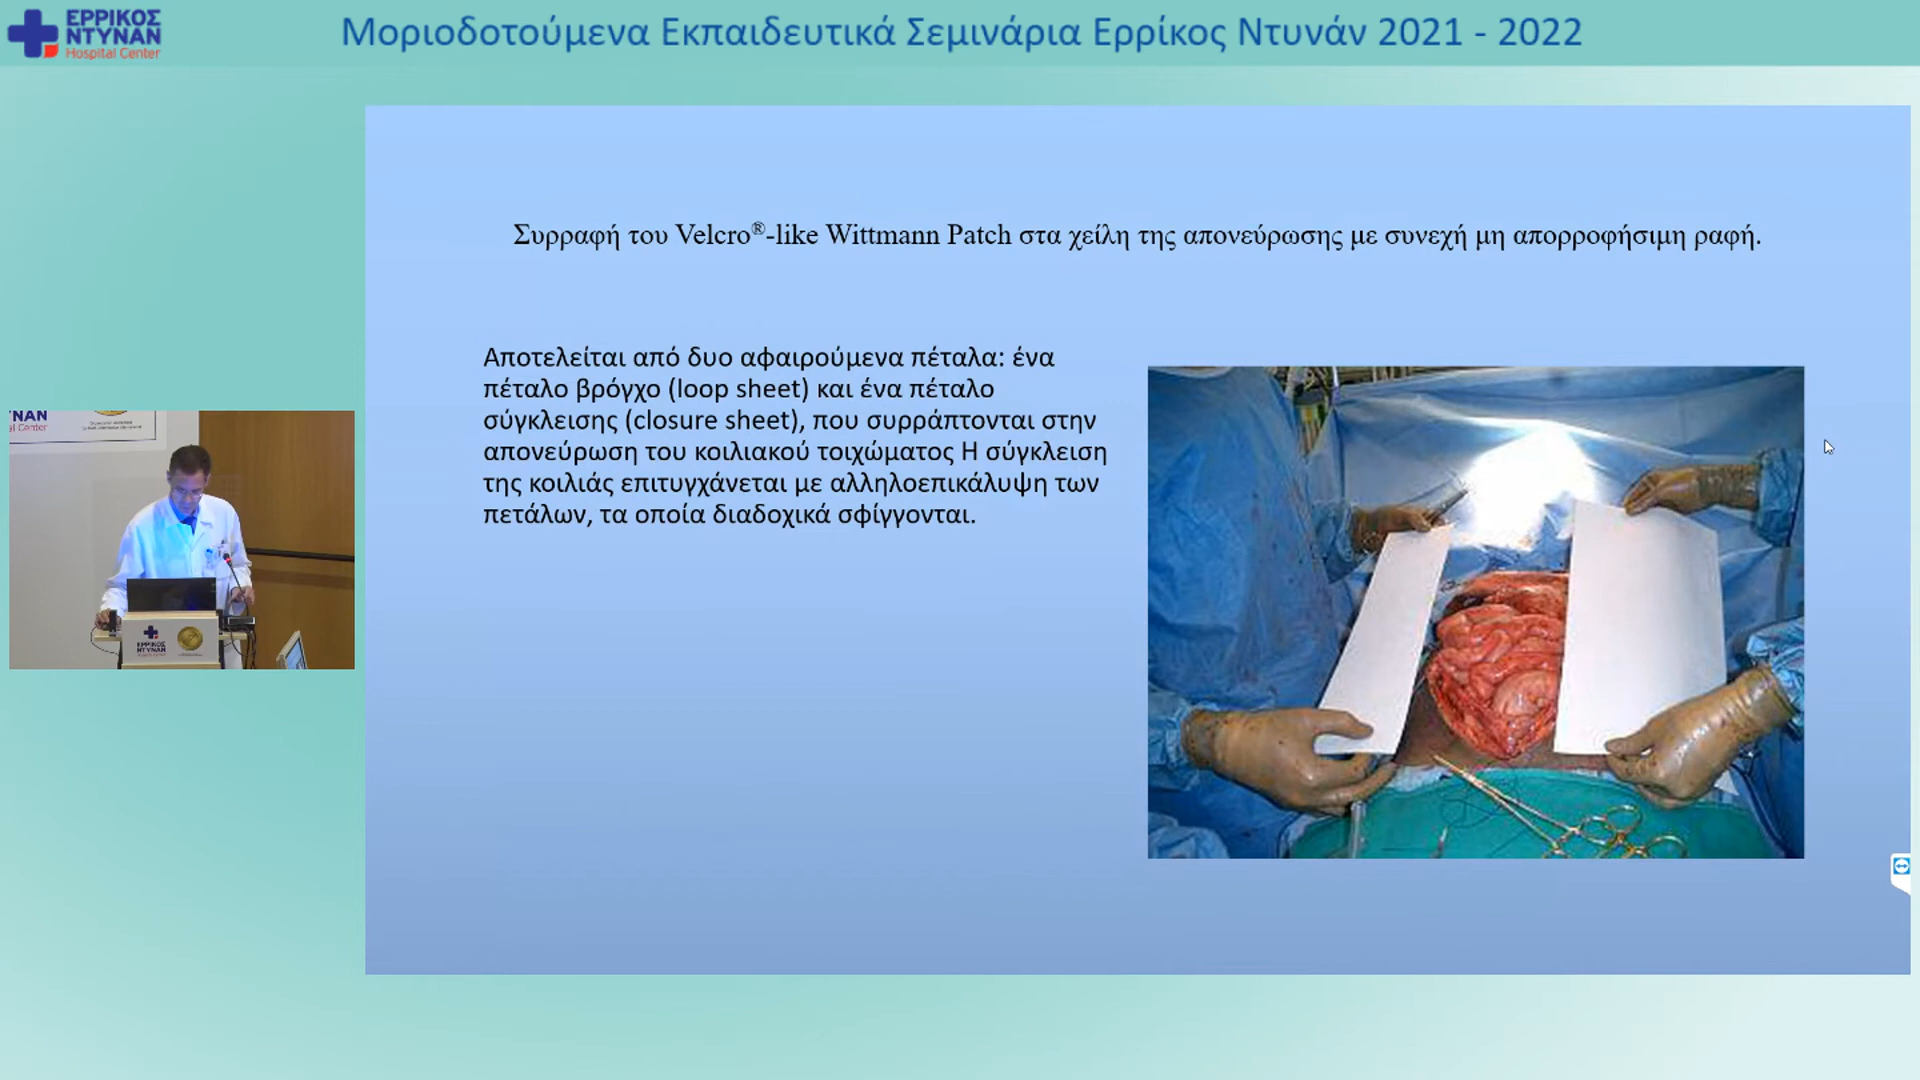 ΕΡΡΙΚΟΣ
ΝΤΥΝΑΝ
Hospital Center
Μοριοδοτούμενα Εκπαιδευτικά Σεμινάρια Ερρίκος Ντυνάν 2021 - 2022
Συρραφή του Velcro®-like Wittmann Patch στα χείλη της απονεύρωσης με συνεχή μη απορροφήσιμη ραφή.
Αποτελείται από δυο αφαιρούμενα πέταλα: ένα
πέταλο βρόγχο (loop sheet) και ένα πέταλο
σύγκλεισης (closure sheet), που συρράπτονται στην
απονεύρωση του κοιλιακού τοιχώματος Η σύγκλειση
της κοιλιάς επιτυγχάνεται με αλληλοεπικάλυψη των
πετάλων, τα οποία διαδοχικά σφίγγονται.
ΝΑΝ
al Center
ΕΡΡΙΚΟΣ
ΝΤΥΝΑΝ